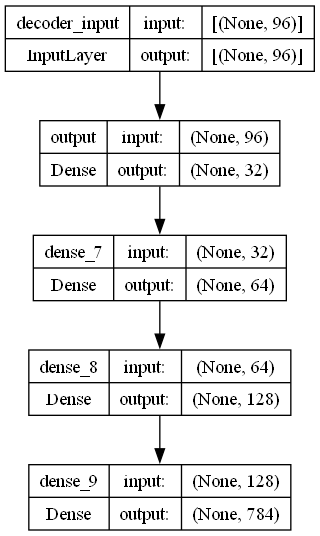 decoder_input input: [(None, 96)]
InputLayer output: [(None, 96)]
output input: (None, 96)
Dense output: (None, 32)
dense_7 input: (None, 32)
Dense output: (None, 64)
dense_8 input: (None, 64)
Dense output: (None, 128)
dense_9 input: (None, 128)
Dense output: (None, 784)